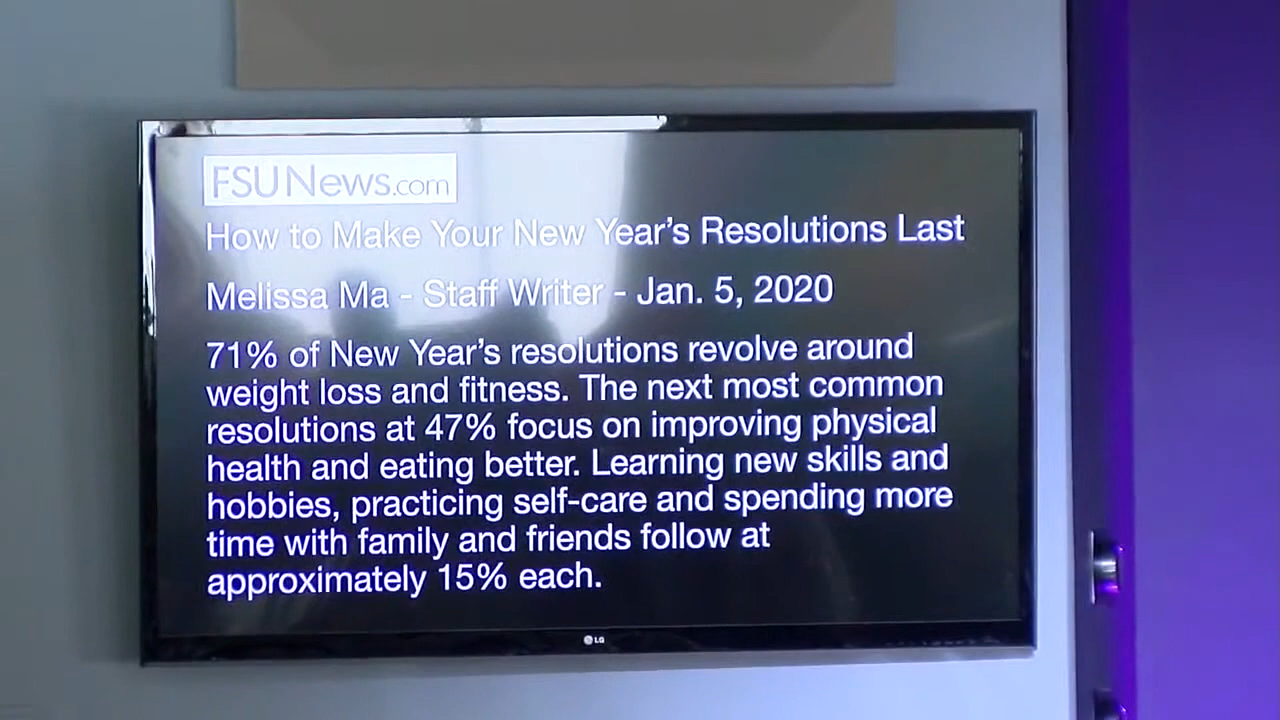 FSUNews.com
How to Make Your New Year's Resolutions Last
Melissa Ma - Staff Writer - Jan. 5, 2020
71% of New Year's resolutions revolve around
weight loss and fitness. The next most common
resolutions at 47% focus on improving physical
health and eating better. Learning new skills and
hobbies, practicing self-care and spending more
time with family and friends follow at
approximately 15% each.
LG